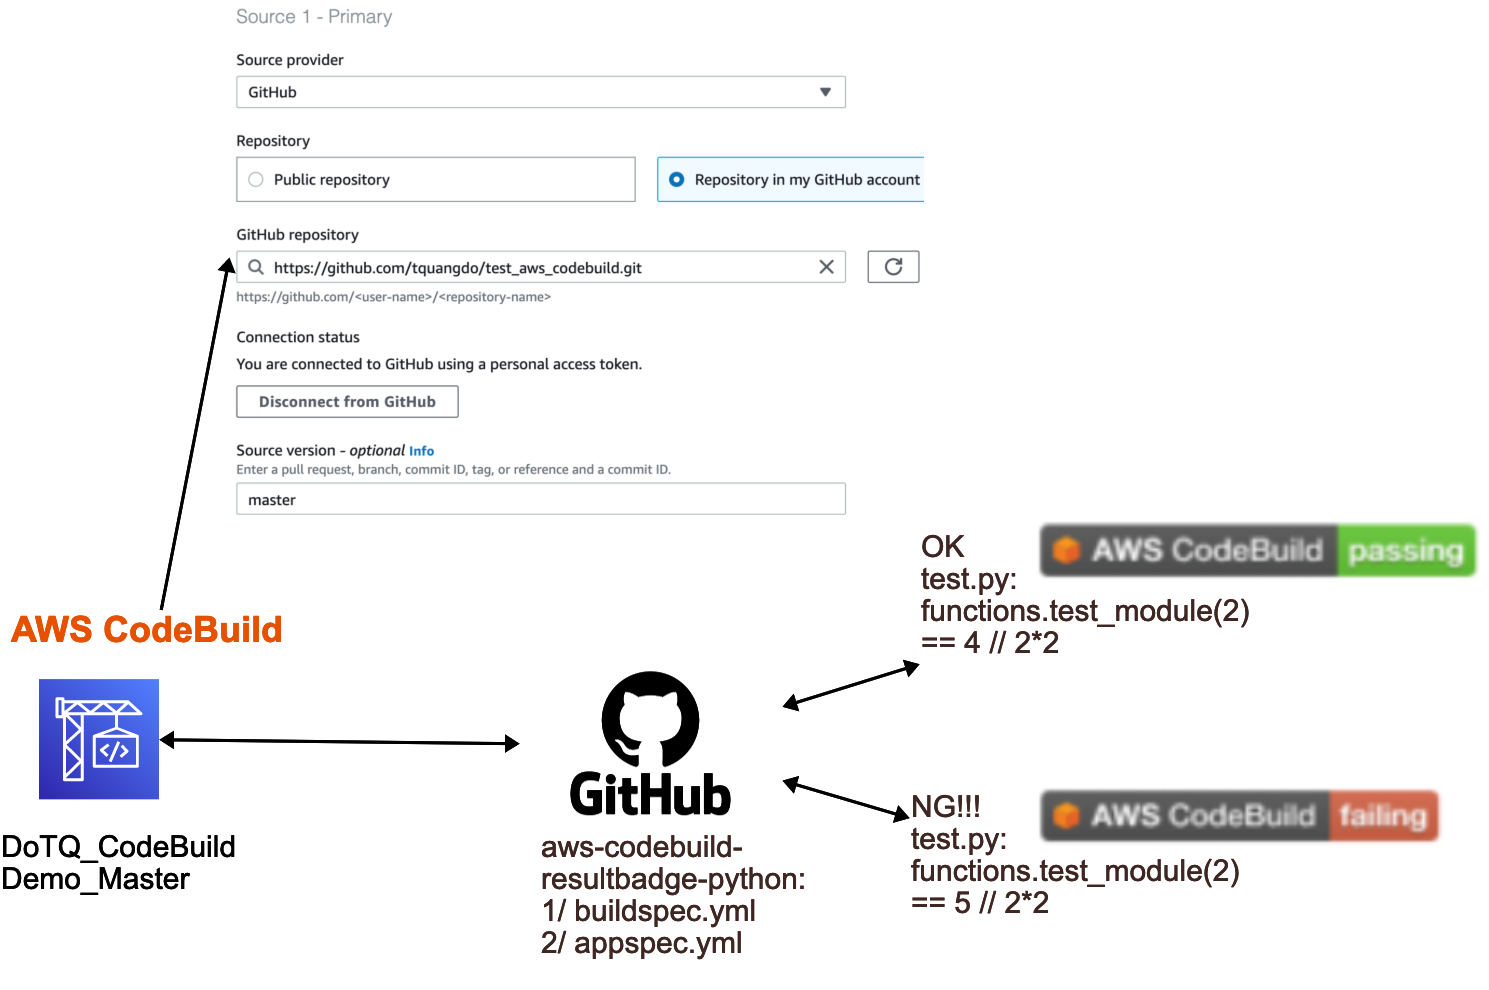 Source 1 - Primary
Source provider
GitHub
Repository
Public repository
Repository in my GitHub account
GitHub repository
https://github.com/tquangdo/test_aws_codebuild.git
https://github.com/<user-name>/<repository-name>
Connection status
You are connected to GitHub using a personal access token.
Disconnect from GitHub
Source version - optional Info
Enter a pull request, branch, commit ID, tag, or reference and a commit ID.
master
AWS CodeBuild
</>
DoTQ_CodeBuild
Demo_Master
GitHub
aws-codebuild-
resultbadge-python:
1/ buildspec.yml
2/ appspec.yml
OK
test.py:
functions.test_module(2)
== 4 // 2*2
AWS CodeBuild passing
NG!!!
test.py:
functions.test_module(2)
== 5 // 2*2
AWS CodeBuild failing